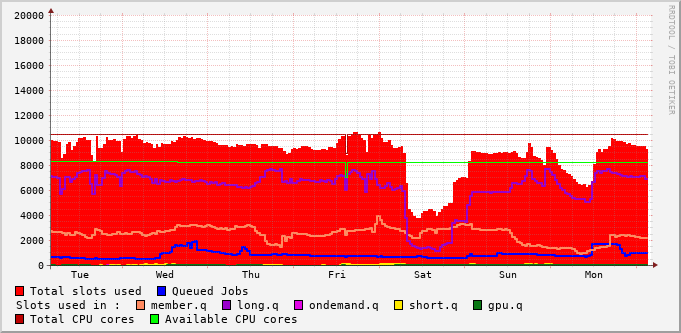 20000
18000
16000
14000
12000
10000
8000
6000
4000
2000
0
Tue Wed Thu Fri Sat Sun Mon
Total slots used Queued Jobs
Slots used in : member.q long.q ondemand.q short.q gpu.q
Total CPU cores Available CPU cores
RRDTOOL / TOBI OETIKER